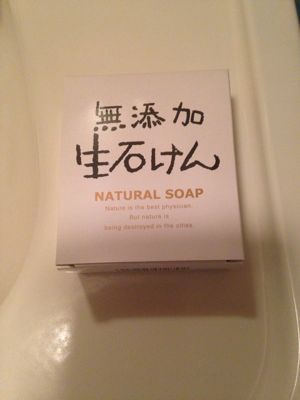 無添加
生石けん
NATURAL SOAP
Nature is the best physician.
But nature is
being destroyed in the cities.